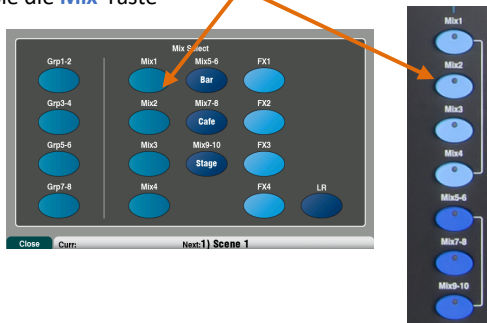 die die Mix-Taste
Mix Select
Grp1-2 Mix1 Mix5-6 FX1
Bar
Grp3-4 Mix2 Mix7-8 FX2
Cafe
Grp5-6 Mix3 Mix9-10 FX3
Stage
Grp7-8 Mix4 FX4 LR
Close Curr: Next:1) Scene 1
Mix1
Mix2
Mix3
Mix4
Mix5-6
Mix7-8
Mix9-10